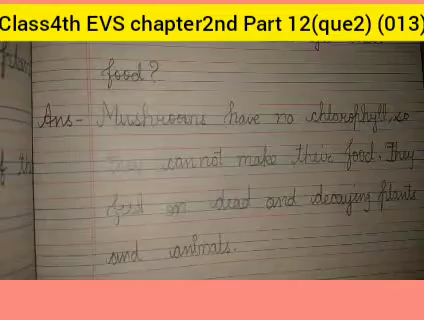 Class4th EVS chapter2nd Part 12(que2) (013)
food?
Ans- Mushrooms have no chlorophyll, so
cannot make their food. They
feed on dead and decaying plants
and animals.